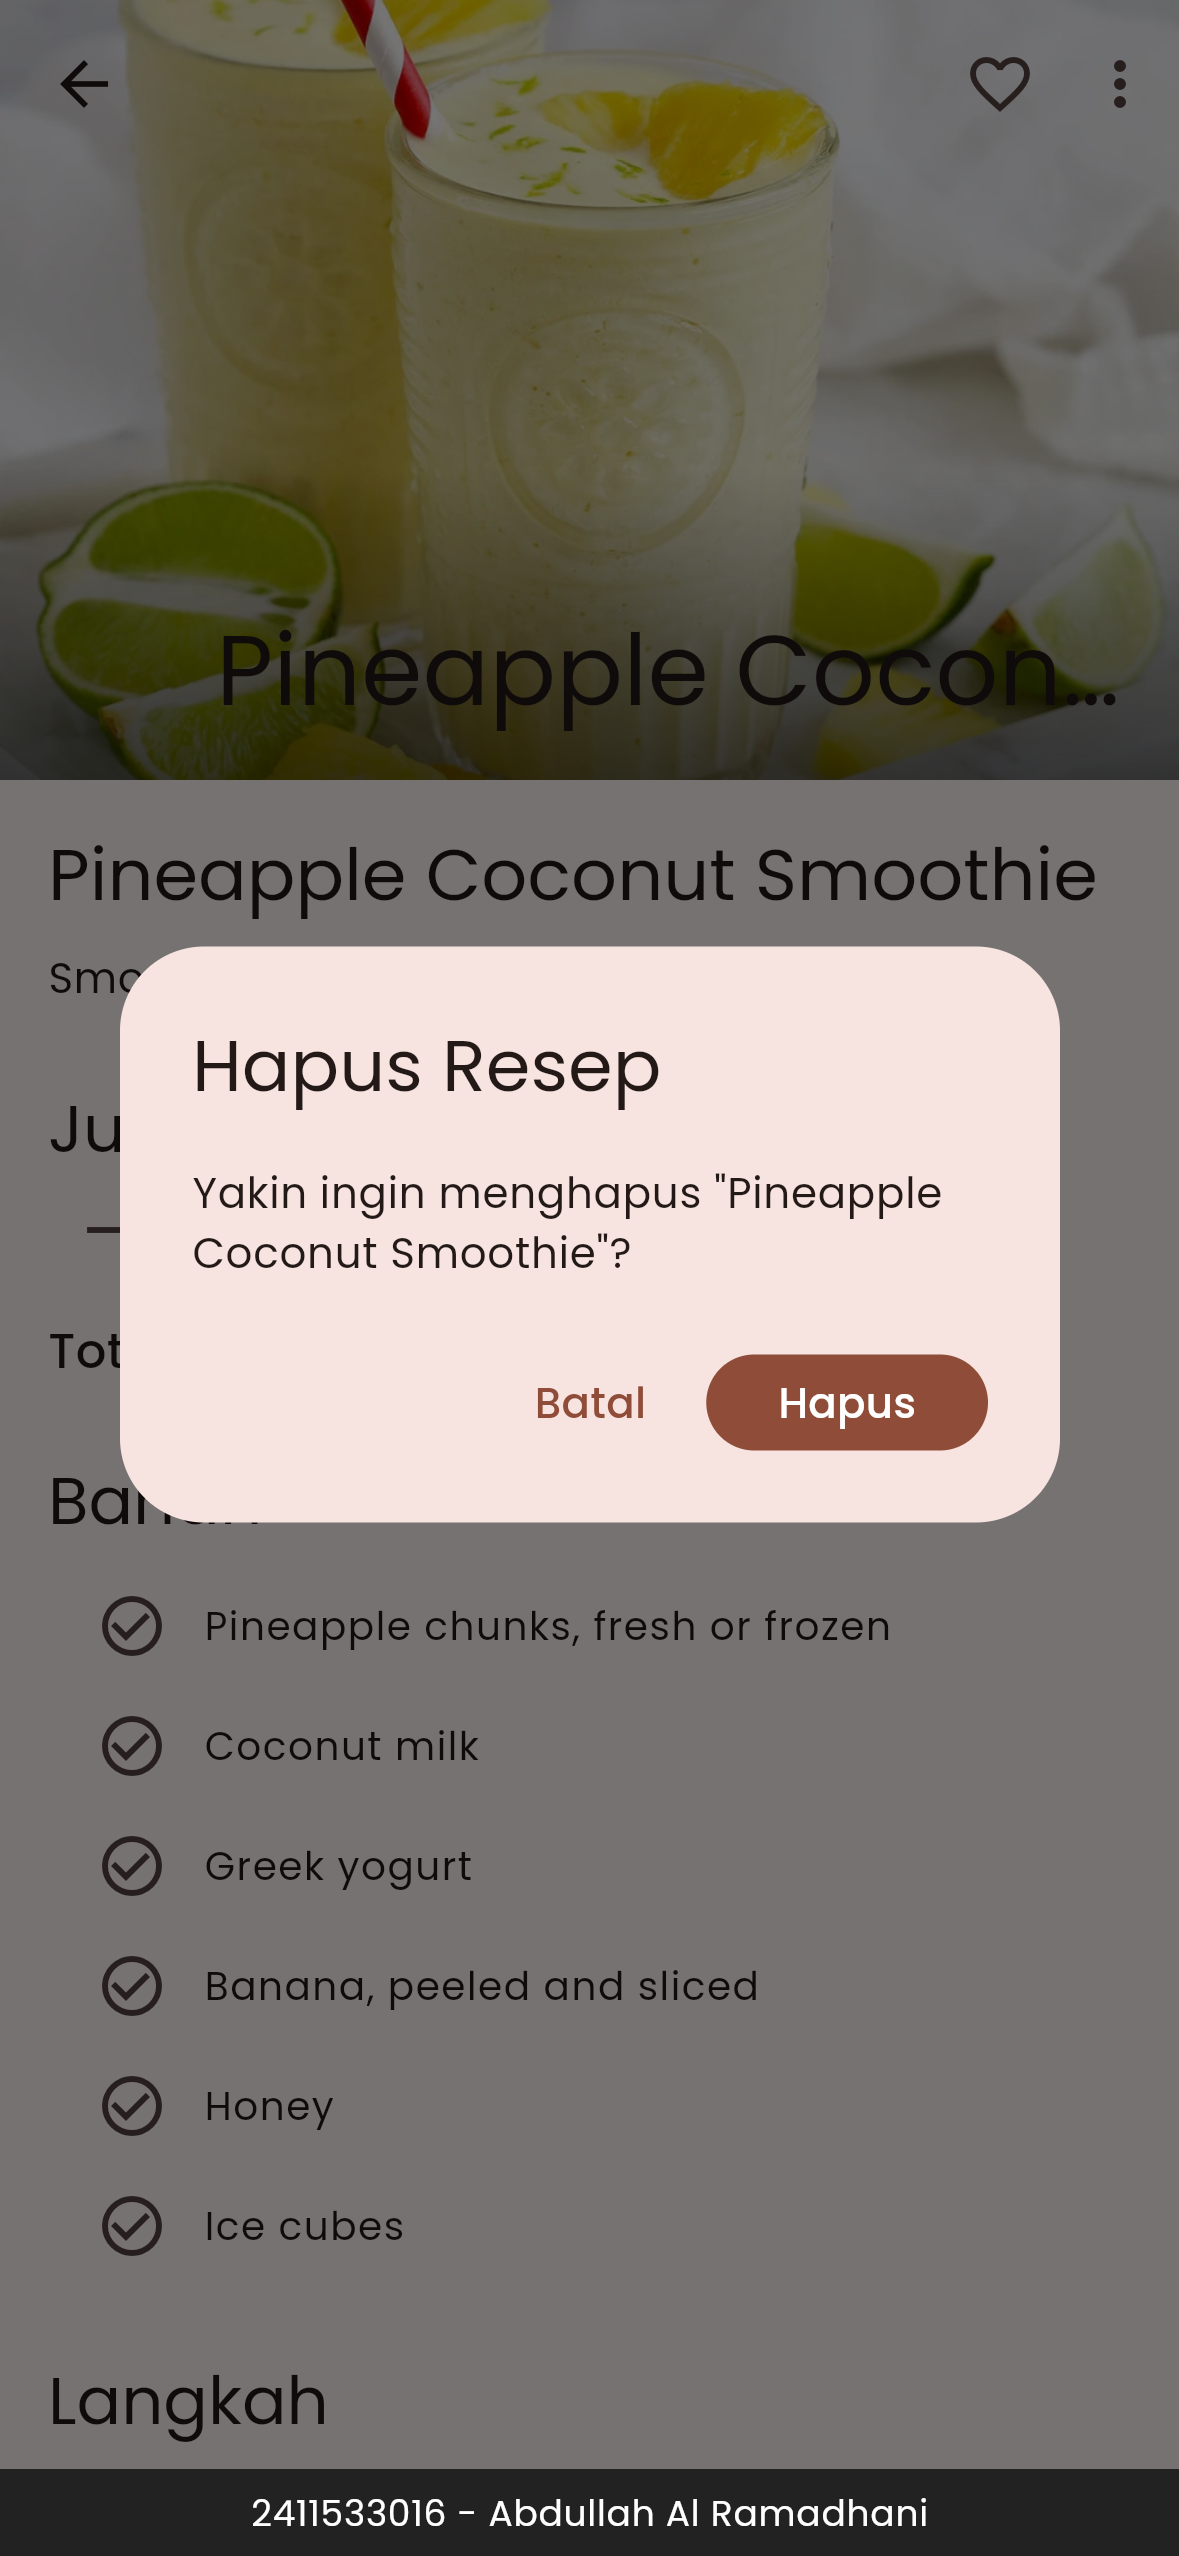 Pineapple Cocon...
Pineapple Coconut Smoothie
Hapus Resep
Yakin ingin menghapus "Pineapple
Coconut Smoothie"?
Batal
Hapus
Pineapple chunks, fresh or frozen
Coconut milk
Greek yogurt
Banana, peeled and sliced
Honey
Ice cubes
Langkah
2411533016 - Abdullah Al Ramadhani